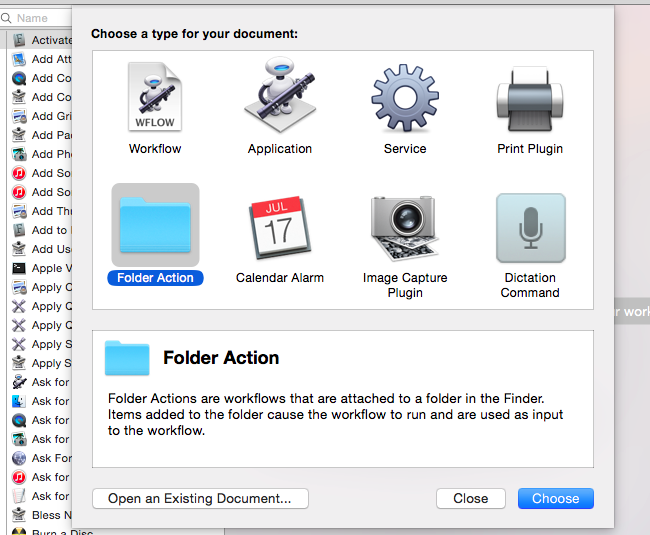 Name
Choose a type for your document:
WFLOW
Workflow
Application
Service
Print Plugin
Folder Action
JUL
17
Calendar Alarm
Image Capture
Plugin
Dictation
Command
Folder Action
Folder Actions are workflows that are attached to a folder in the Finder.
Items added to the folder cause the workflow to run and are used as input
to the workflow.
Open an Existing Document...
Close
Choose
Activate
Add Att
Add Co
Add Co
Add Gri
Add Pa
Add Pho
Add So
Add So
Add Thr
Add to
Add Use
Apple V
Apply C
Apply Q
Apply Q
Apply S
Apply S
Ask for
Ask for
Ask for
Ask for
Ask For
Ask for
Ask for
Bless N
Burn a Disc